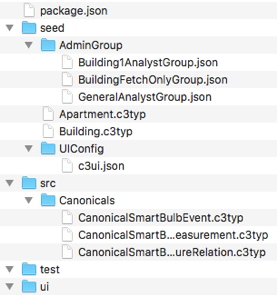 package.json
seed
AdminGroup
Building1AnalystGroup.json
BuildingFetchOnlyGroup.json
GeneralAnalystGroup.json
Apartment.c3typ
Building.c3typ
UIConfig
c3ui.json
src
Canonicals
CanonicalSmartBulbEvent.c3typ
CanonicalSmartB...easurement.c3typ
CanonicalSmartB...ureRelation.c3typ
test
ui